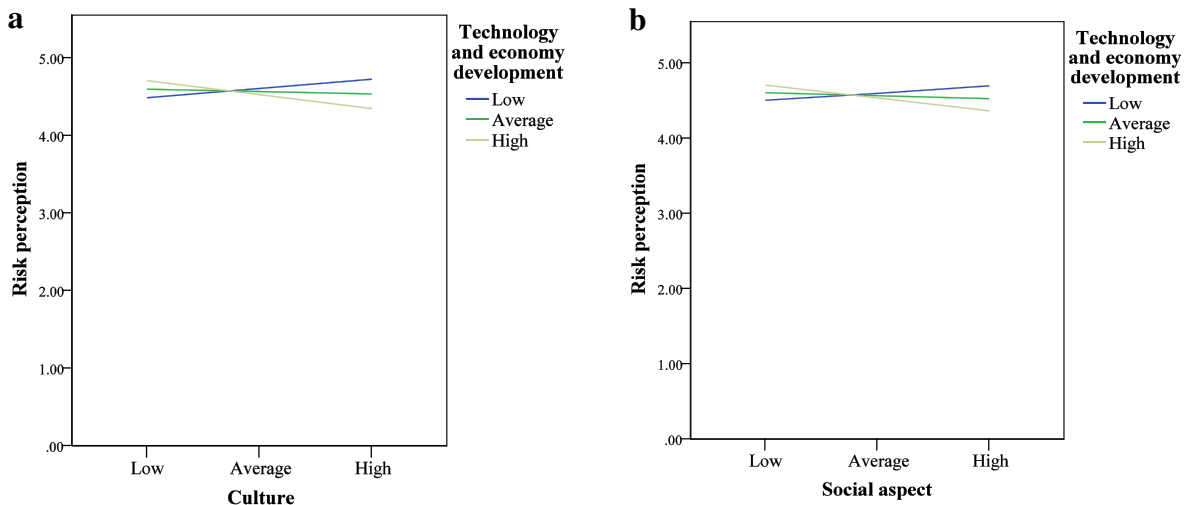 a
Technology
and economy
development
Low
Average
High
5.00
4.00
3.00
2.00
1.00
.00
Risk perception
Low
Average
High
Culture
b
Technology
and economy
development
Low
Average
High
5.00
4.00
3.00
2.00
1.00
.00
Risk perception
Low
Average
High
Social aspect